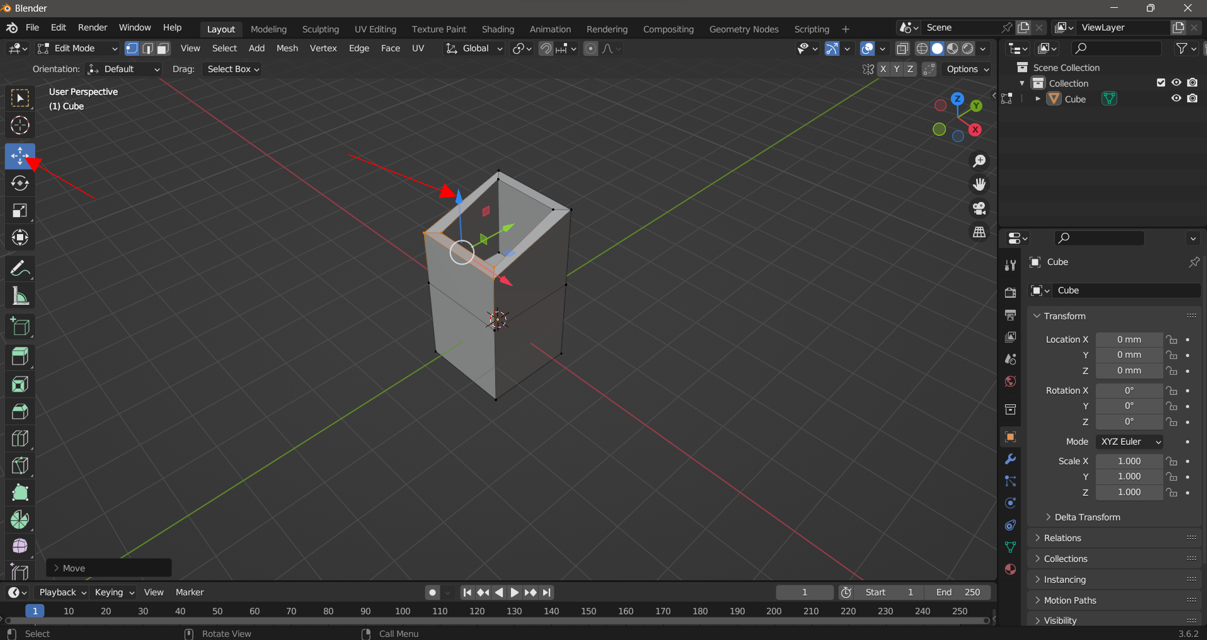 Blender
File Edit Render Window Help Layout Modeling Sculpting UV Editing Texture Paint Shading Animation Rendering Compositing Geometry Nodes Scripting + Scene ViewLayer
Edit Mode View Select Add Mesh Vertex Edge Face UV Global
Orientation: Default Drag: Select Box X Y Z Options
Scene Collection
Collection
Cube
User Perspective
(1) Cube
Z
Y
X
Cube
Cube
Transform
Location X 0 mm
Y 0 mm
Z 0 mm
Rotation X 0°
Y 0°
Z 0°
Mode XYZ Euler
Scale X 1.000
Y 1.000
Z 1.000
Delta Transform
Relations
Collections
Instancing
Motion Paths
Visibility
Move
Playback Keying View Marker 1 Start 1 End 250
1 10 20 30 40 50 60 70 80 90 100 110 120 130 140 150 160 170 180 190 200 210 220 230 240 250
Select Rotate View Call Menu 3.6.2